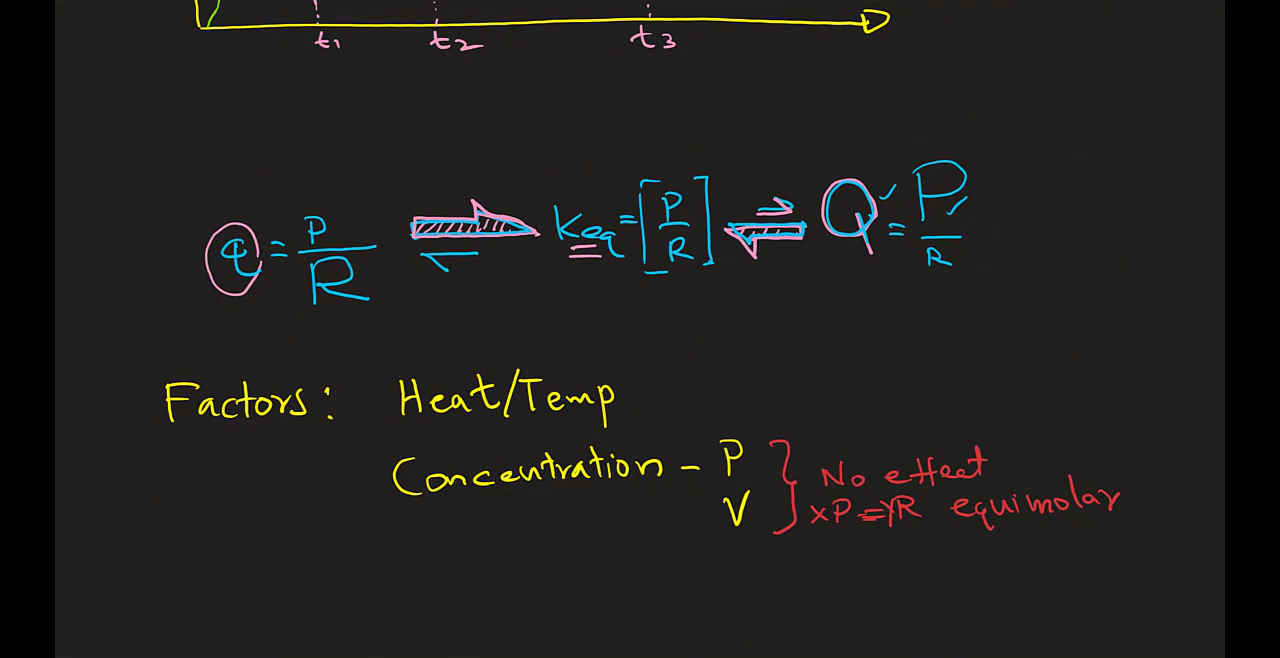 t1 t2 t3
q = P/R ⇌ Keq = [P/R] ⇌ Q = P/R
Factors: Heat/Temp
Concentration - P } No effect
V } xP = yR equimolar